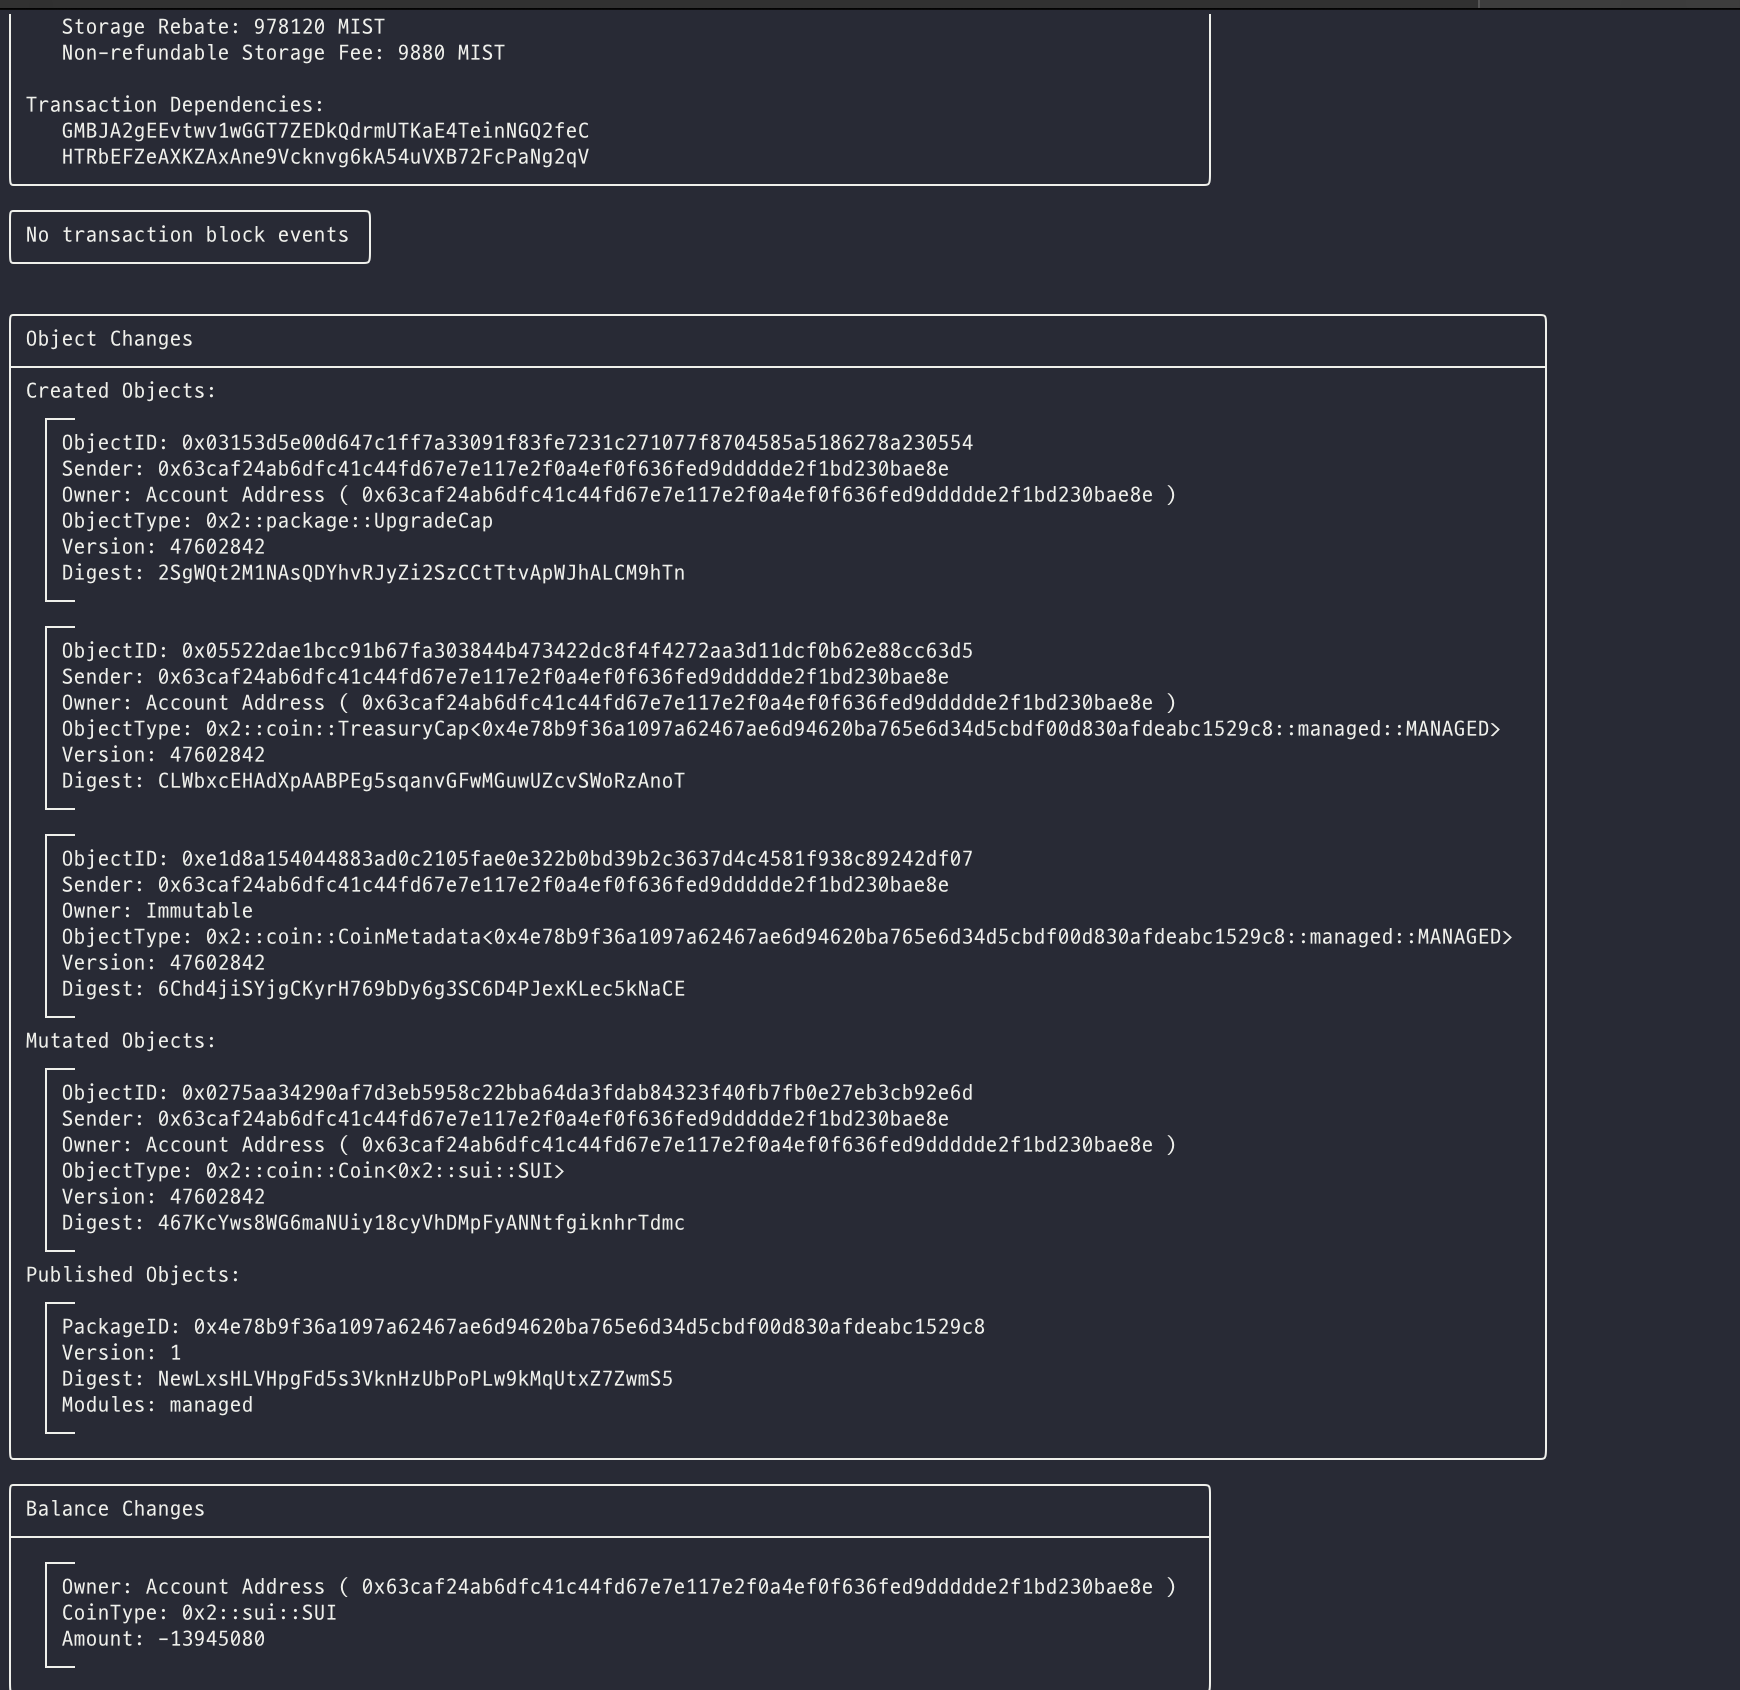 Storage Rebate: 978120 MIST
Non-refundable Storage Fee: 9880 MIST
Transaction Dependencies:
GMBJA2gEEvtwv1wGGT7ZEDkQdrmUTKaE4TeinNGQ2feC
HTRbEFZeAXKZAxAne9Vcknvg6kA54uVXB72FcPaNg2qV
No transaction block events
Object Changes
Created Objects:
ObjectID: 0x03153d5e00d647c1ff7a33091f83fe7231c271077f8704585a5186278a230554
Sender: 0x63caf24ab6dfc41c44fd67e7e117e2f0a4ef0f636fed9ddddde2f1bd230bae8e
Owner: Account Address ( 0x63caf24ab6dfc41c44fd67e7e117e2f0a4ef0f636fed9ddddde2f1bd230bae8e )
ObjectType: 0x2::package::UpgradeCap
Version: 47602842
Digest: 2SgWQt2M1NAsQDYhvRJyZi2SzCCtTtvApWJhALCM9hTn
ObjectID: 0x05522dae1bcc91b67fa303844b473422dc8f4f4272aa3d11dcf0b62e88cc63d5
Sender: 0x63caf24ab6dfc41c44fd67e7e117e2f0a4ef0f636fed9ddddde2f1bd230bae8e
Owner: Account Address ( 0x63caf24ab6dfc41c44fd67e7e117e2f0a4ef0f636fed9ddddde2f1bd230bae8e )
ObjectType: 0x2::coin::TreasuryCap<0x4e78b9f36a1097a62467ae6d94620ba765e6d34d5cbdf00d830afdeabc1529c8::managed::MANAGED>
Version: 47602842
Digest: CLWbxcEHAdXpAABPEg5sqanvGFwMGuwUZcvSWoRzAnoT
ObjectID: 0xe1d8a154044883ad0c2105fae0e322b0bd39b2c3637d4c4581f938c89242df07
Sender: 0x63caf24ab6dfc41c44fd67e7e117e2f0a4ef0f636fed9ddddde2f1bd230bae8e
Owner: Immutable
ObjectType: 0x2::coin::CoinMetadata<0x4e78b9f36a1097a62467ae6d94620ba765e6d34d5cbdf00d830afdeabc1529c8::managed::MANAGED>
Version: 47602842
Digest: 6Chd4jiSYjgCKyrH769bDy6g3SC6D4PJexKLec5kNaCE
Mutated Objects:
ObjectID: 0x0275aa34290af7d3eb5958c22bba64da3fdab84323f40fb7fb0e27eb3cb92e6d
Sender: 0x63caf24ab6dfc41c44fd67e7e117e2f0a4ef0f636fed9ddddde2f1bd230bae8e
Owner: Account Address ( 0x63caf24ab6dfc41c44fd67e7e117e2f0a4ef0f636fed9ddddde2f1bd230bae8e )
ObjectType: 0x2::coin::Coin<0x2::sui::SUI>
Version: 47602842
Digest: 467KcYws8WG6maNUiy18cyVhDMpFyANNtfgiknhrTdmc
Published Objects:
PackageID: 0x4e78b9f36a1097a62467ae6d94620ba765e6d34d5cbdf00d830afdeabc1529c8
Version: 1
Digest: NewLxsHLVHpgFd5s3VknHzUbPoPLw9kMqUtxZ7ZwmS5
Modules: managed
Balance Changes
Owner: Account Address ( 0x63caf24ab6dfc41c44fd67e7e117e2f0a4ef0f636fed9ddddde2f1bd230bae8e )
CoinType: 0x2::sui::SUI
Amount: -13945080